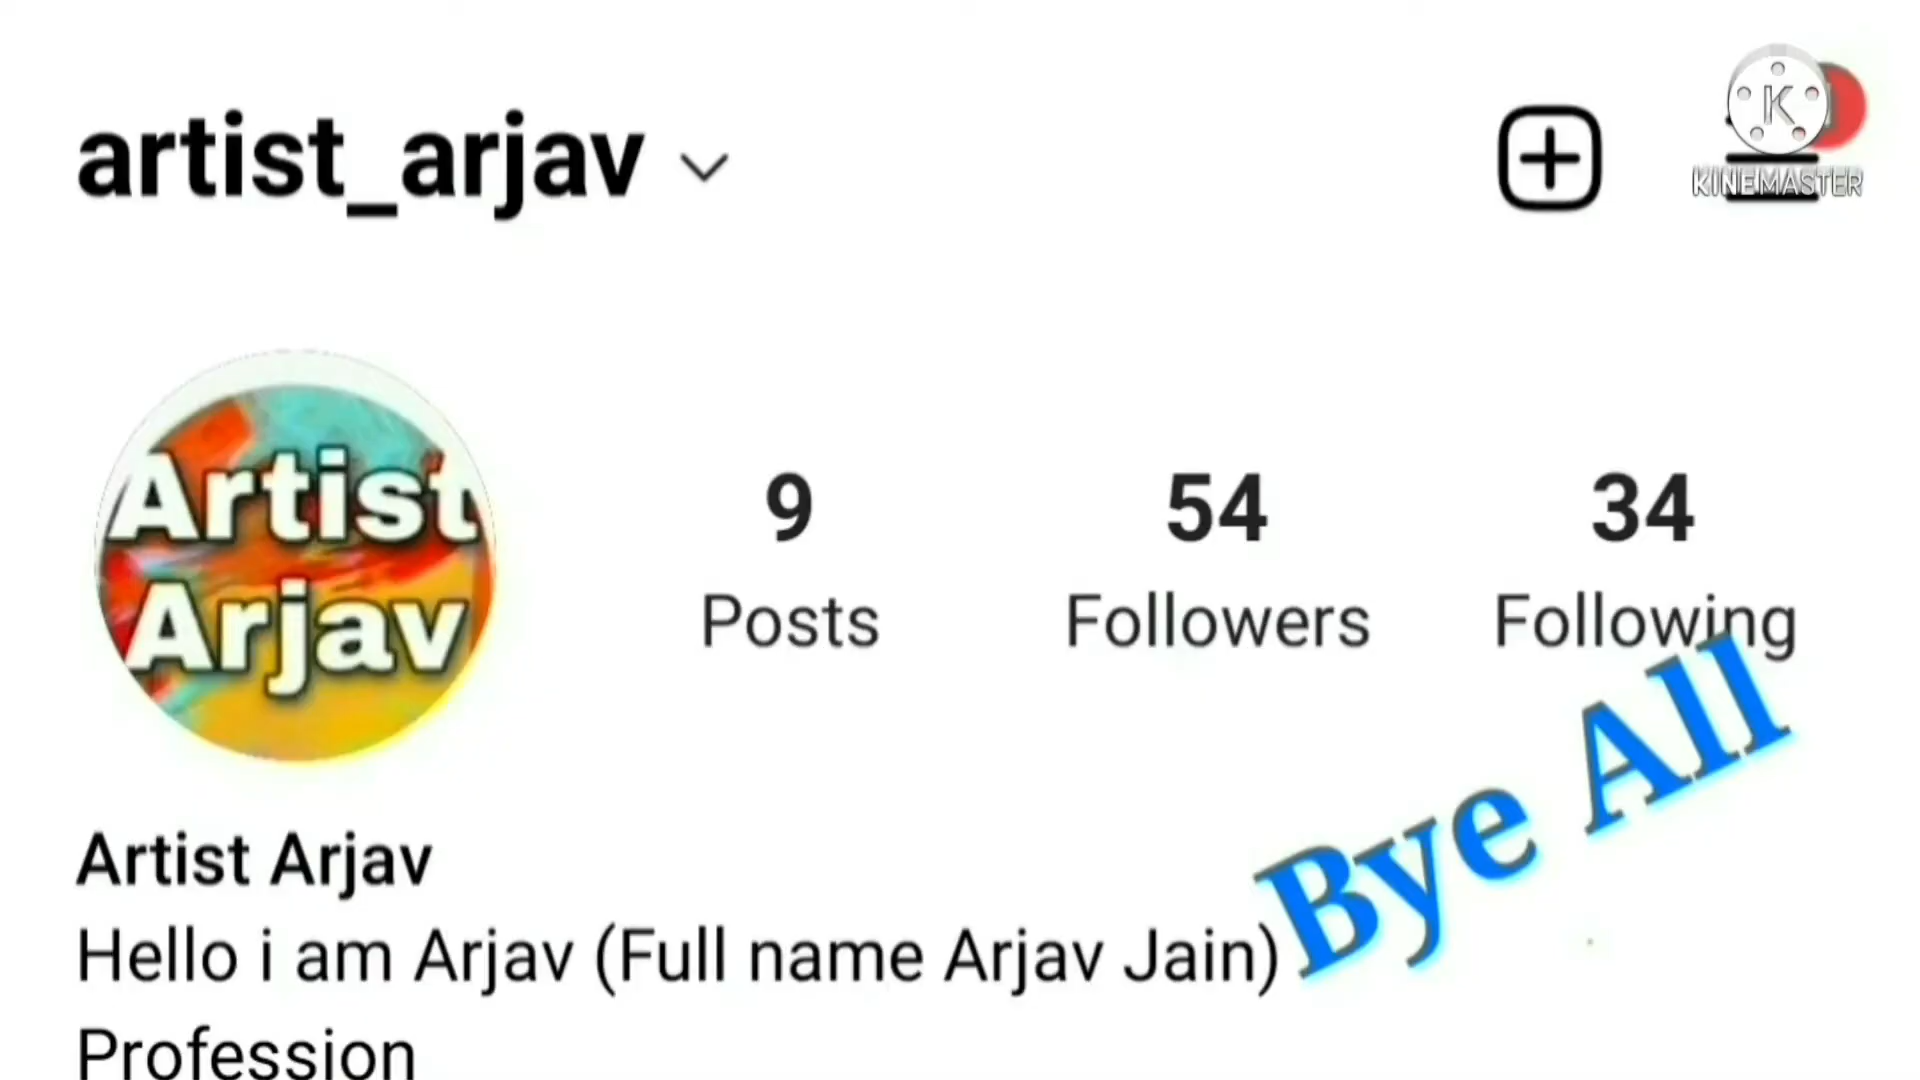 artist_arjav
KINEMASTER
K
Artist
Arjav
9 54 34
Posts Followers Following
Bye All
Artist Arjav
Hello i am Arjav (Full name Arjav Jain)
Profession